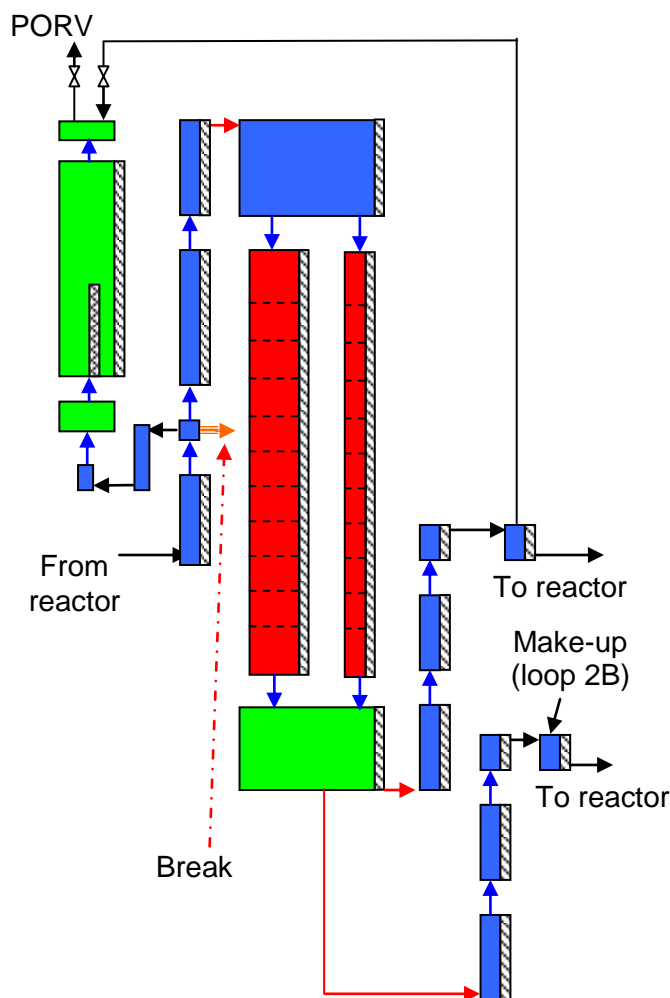 PORV
From
reactor
To reactor
Make-up
(loop 2B)
To reactor
Break